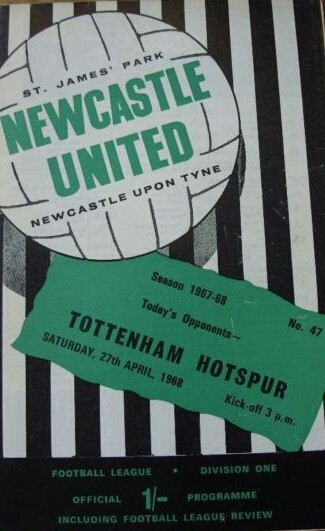 ST. JAMES' PARK
NEWCASTLE
UNITED
NEWCASTLE UPON TYNE
Season 1967-68
No. 47
Today's Opponents—
TOTTENHAM HOTSPUR
SATURDAY, 27th APRIL, 1968
Kick-off 3 p.m.
FOOTBALL LEAGUE • DIVISION ONE
OFFICIAL 1/- PROGRAMME
INCLUDING FOOTBALL LEAGUE REVIEW